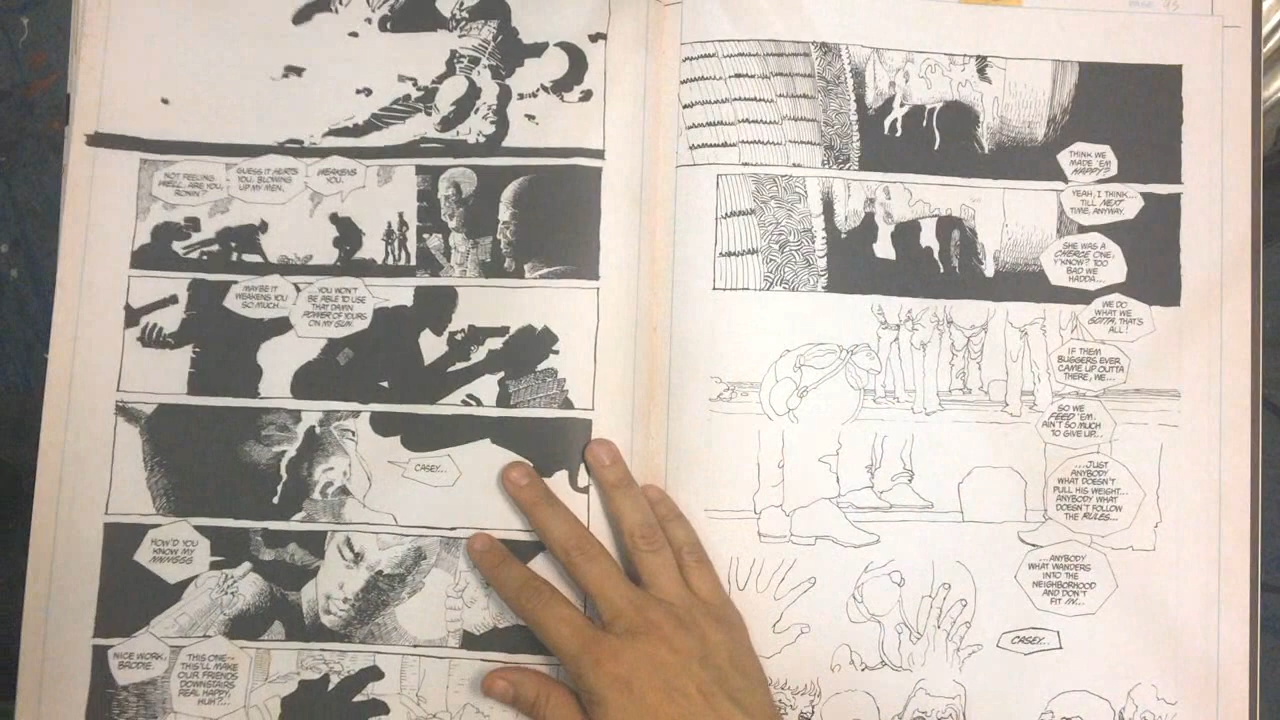 NOT FEELING
WELL, ARE YOU,
RONIN?
GUESS IT HURTS
YOU, BLOWING
UP MY MEN.
WEAKENS
YOU.
MAYBE IT
WEAKENS YOU
SO MUCH...
...YOU WON'T
BE ABLE TO USE
THAT DAMN
POWER OF YOURS
ON MY GUN.
CASEY...
HOW'D YOU
KNOW MY
NNNGGG
NICE WORK,
BRODIE.
THIS ONE--
THIS'LL MAKE
OUR FRIENDS
DOWNSTAIRS
REAL HAPPY,
HUH?...
PAGE 93
THINK WE
MADE 'EM
HAPPY?
YEAH, I THINK...
TILL NEXT
TIME, ANYWAY.
SHE WAS A
CHERCE ONE,
Y'KNOW? TOO
BAD WE
HADDA...
WE DO
WHAT WE
GOTTA, THAT'S
ALL!
IF THEM
BUGGERS EVER
CAME UP OUTTA
THERE, WE...
SO WE
FEED 'EM.
AIN'T SO MUCH
TO GIVE UP...
...JUST
ANYBODY
WHAT DOESN'T
PULL HIS WEIGHT...
ANYBODY WHAT
DOESN'T FOLLOW
THE RULES...
...ANYBODY
WHAT WANDERS
INTO THE
NEIGHBORHOOD
AND DON'T
FIT IN...
CASEY...